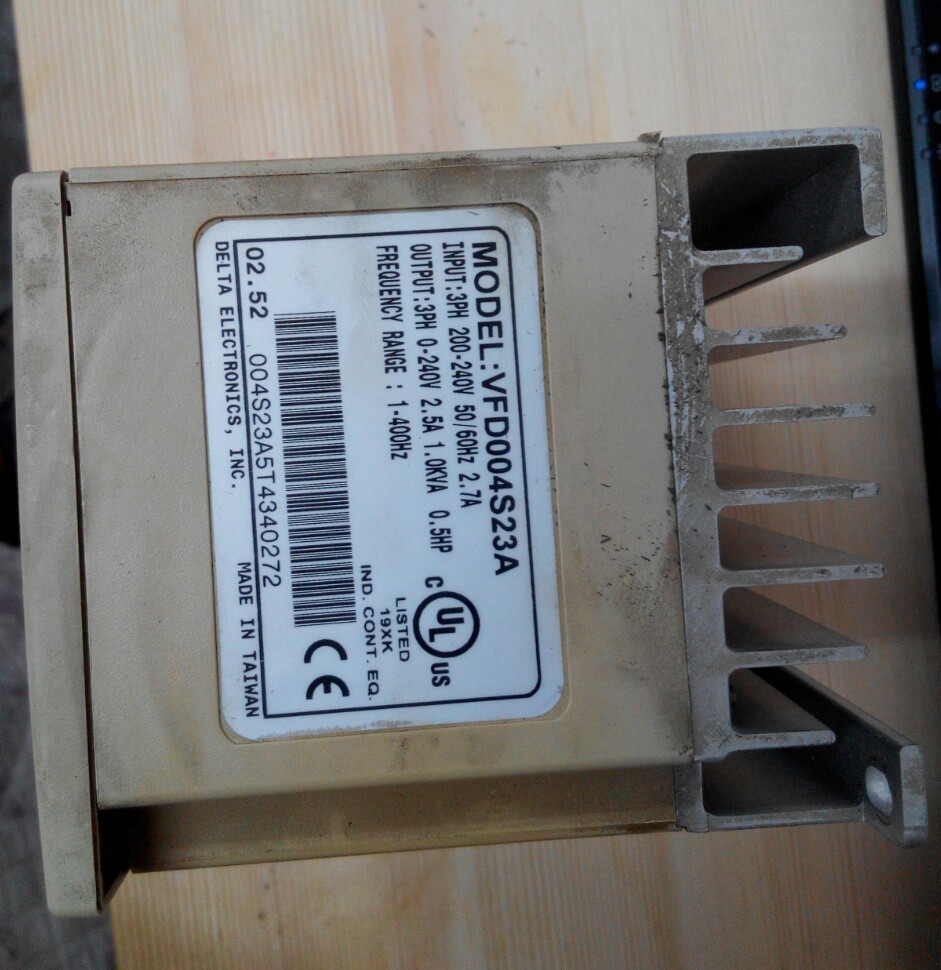 MODEL:VFD004S23A
INPUT:3PH 200-240V 50/60Hz 2.7A
OUTPUT:3PH 0-240V 2.5A 1.0KVA 0.5HP
FREQUENCY RANGE : 1-400Hz
C UL US
LISTED
19XK
IND. CONT. EQ.
CE
02.52 004S23A5T4340272
DELTA ELECTRONICS, INC. MADE IN TAIWAN